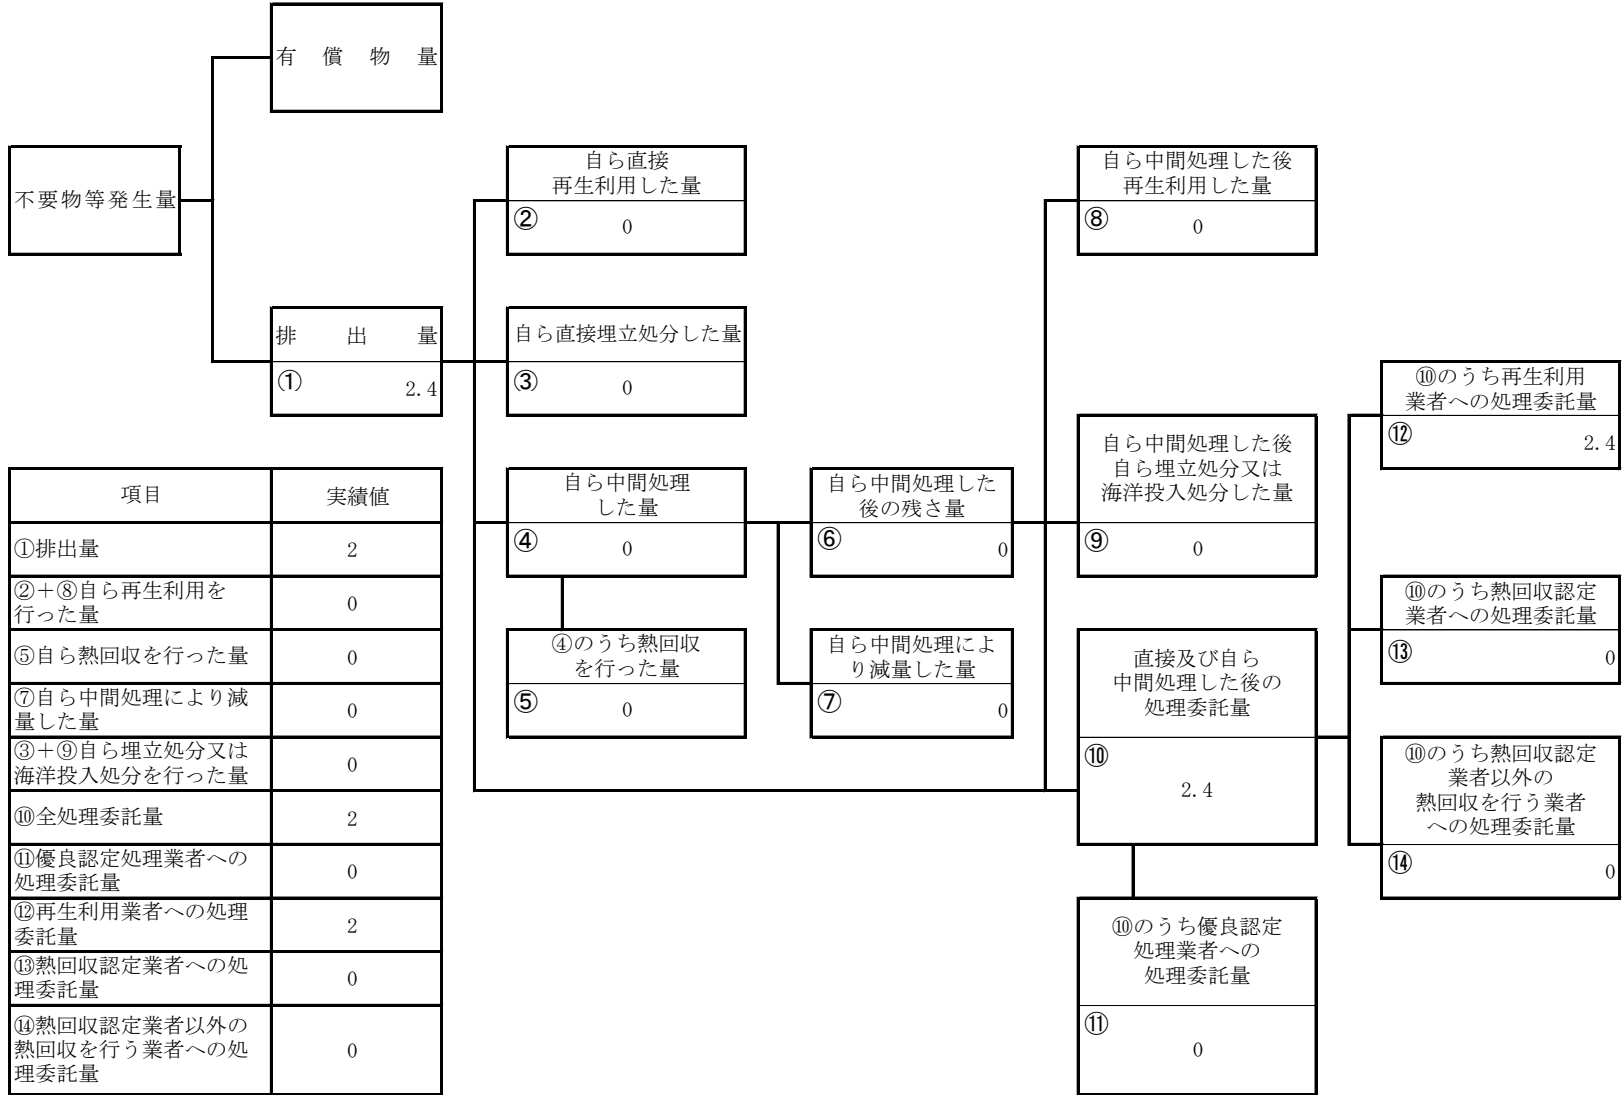 有償物量
不要物等発生量
排出量
① 2.4
自ら直接
再生利用した量
② 0
自ら直接埋立処分した量
③ 0
自ら中間処理
した量
④ 0
④のうち熱回収
を行った量
⑤ 0
自ら中間処理した
後の残さ量
⑥ 0
自ら中間処理によ
り減量した量
⑦ 0
自ら中間処理した後
再生利用した量
⑧ 0
自ら中間処理した後
自ら埋立処分又は
海洋投入処分した量
⑨ 0
直接及び自ら
中間処理した後の
処理委託量
⑩
2.4
⑩のうち優良認定
処理業者への
処理委託量
⑪
0
⑩のうち再生利用
業者への処理委託量
⑫ 2.4
⑩のうち熱回収認定
業者への処理委託量
⑬ 0
⑩のうち熱回収認定
業者以外の
熱回収を行う業者
への処理委託量
⑭ 0
項目 実績値
①排出量 2
②+⑧自ら再生利用を
行った量 0
⑤自ら熱回収を行った量 0
⑦自ら中間処理により減
量した量 0
③+⑨自ら埋立処分又は
海洋投入処分を行った量 0
⑩全処理委託量 2
⑪優良認定処理業者への
処理委託量 0
⑫再生利用業者への処理
委託量 2
⑬熱回収認定業者への処
理委託量 0
⑭熱回収認定業者以外の
熱回収を行う業者への処
理委託量 0